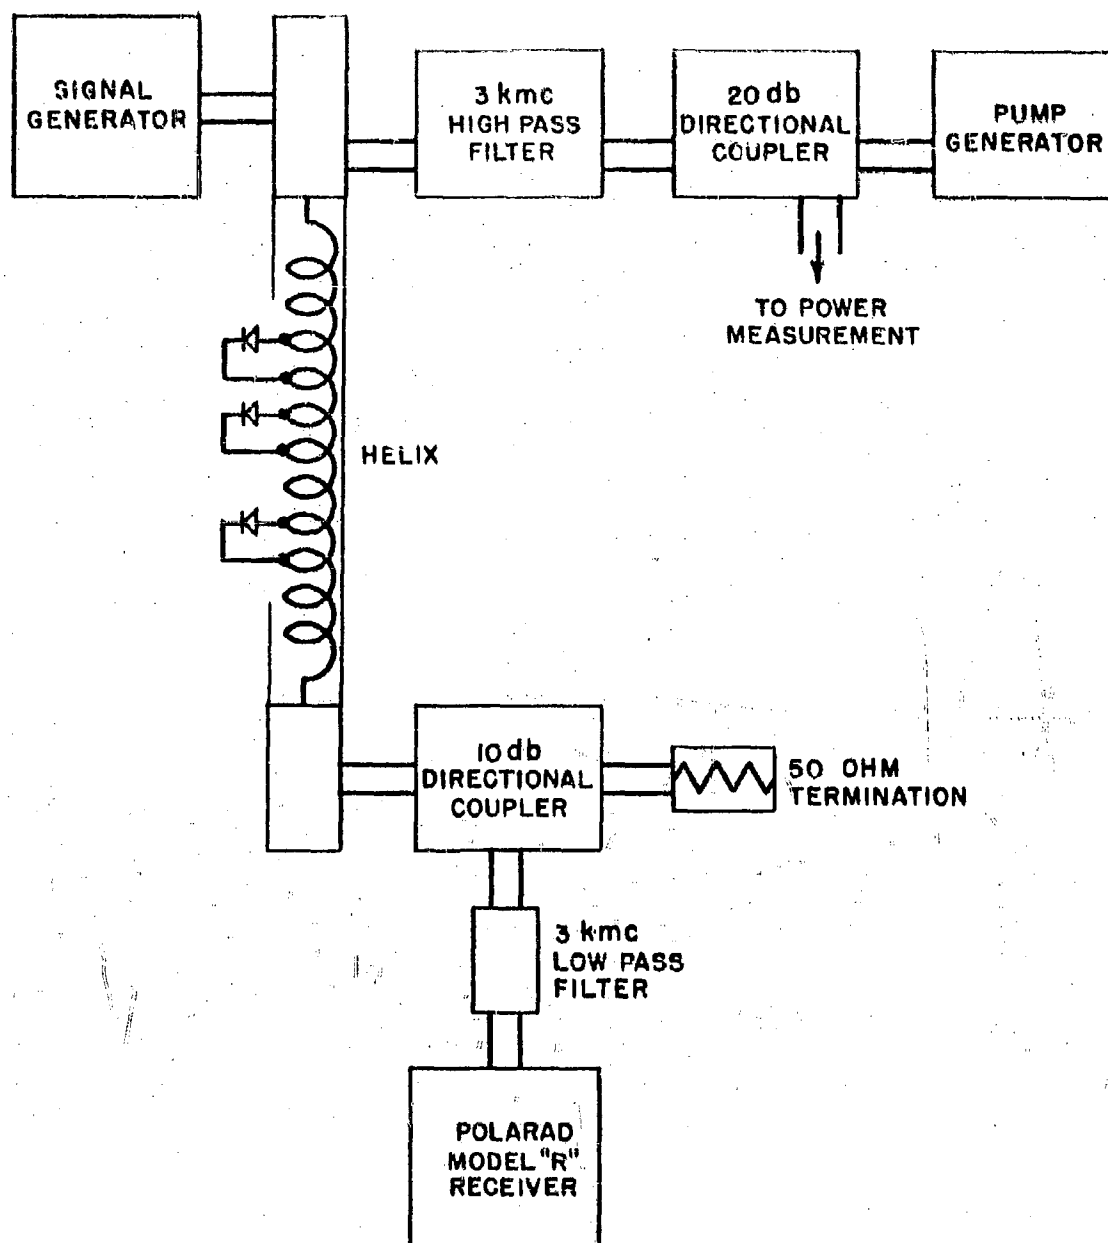 SIGNAL
GENERATOR
3 kmc
HIGH PASS
FILTER
20 db
DIRECTIONAL
COUPLER
PUMP
GENERATOR
TO POWER
MEASUREMENT
HELIX
10 db
DIRECTIONAL
COUPLER
50 OHM
TERMINATION
3 kmc
LOW PASS
FILTER
POLARAD
MODEL "R"
RECEIVER